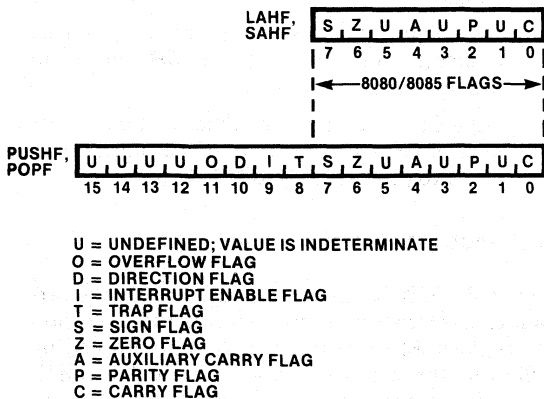 LAHF,
SAHF
S Z U A U P U C
7 6 5 4 3 2 1 0
8080/8085 FLAGS
PUSHF,
POPF
U U U U O D I T S Z U A U P U C
15 14 13 12 11 10 9 8 7 6 5 4 3 2 1 0
U = UNDEFINED; VALUE IS INDETERMINATE
O = OVERFLOW FLAG
D = DIRECTION FLAG
I = INTERRUPT ENABLE FLAG
T = TRAP FLAG
S = SIGN FLAG
Z = ZERO FLAG
A = AUXILIARY CARRY FLAG
P = PARITY FLAG
C = CARRY FLAG